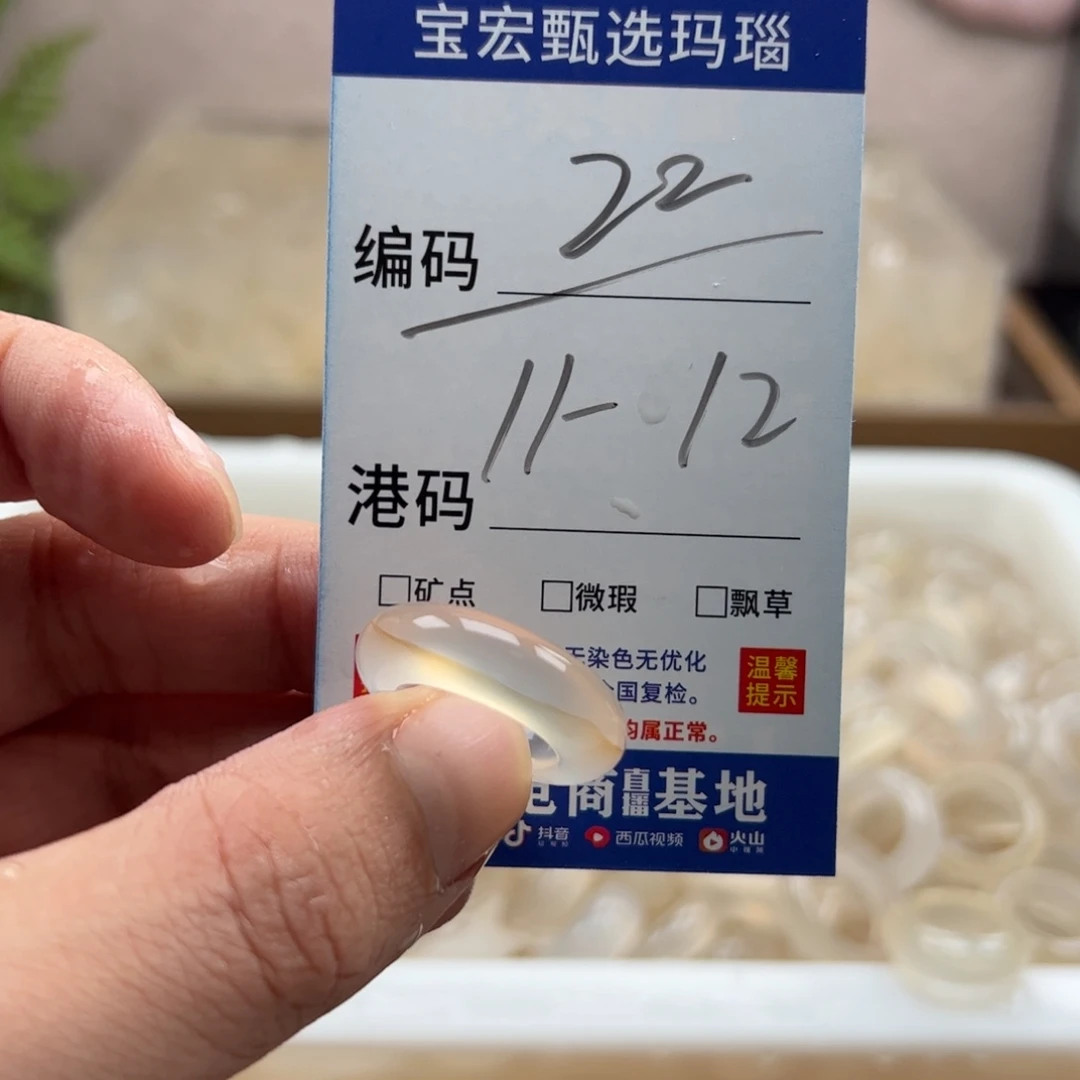 宝宏甄选玛瑙
编码 22
港码 11-12
□矿点 □微瑕 □飘草
无染色无优化 温馨
国复检。 提示
均属正常。
电商直播基地
抖音 西瓜视频 火山